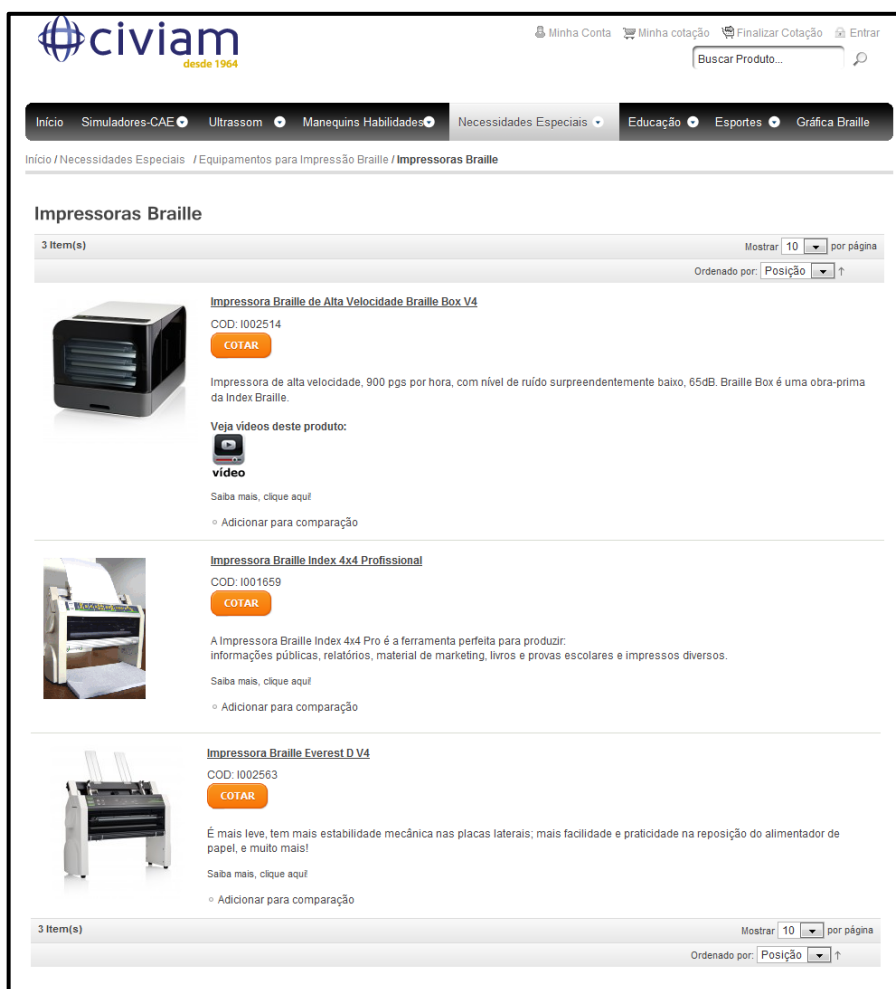 civiam
desde 1964
Minha Conta Minha cotação Finalizar Cotação Entrar
Buscar Produto...
Início Simuladores-CAE Ultrassom Manequins Habilidades Necessidades Especiais Educação Esportes Gráfica Braille
Início / Necessidades Especiais / Equipamentos para Impressão Braille / Impressoras Braille
Impressoras Braille
3 Item(s) Mostrar 10 por página
Ordenado por: Posição ↑
Impressora Braille de Alta Velocidade Braille Box V4
COD: I002514
COTAR
Impressora de alta velocidade, 900 pgs por hora, com nível de ruído surpreendentemente baixo, 65dB. Braille Box é uma obra-prima
da Index Braille.
Veja videos deste produto:
vídeo
Saiba mais, clique aqui!
Adicionar para comparação
Impressora Braille Index 4x4 Profissional
COD: I001659
COTAR
A Impressora Braille Index 4x4 Pro é a ferramenta perfeita para produzir:
informações públicas, relatórios, material de marketing, livros e provas escolares e impressos diversos.
Saiba mais, clique aqui!
Adicionar para comparação
Impressora Braille Everest D V4
COD: I002563
COTAR
É mais leve, tem mais estabilidade mecânica nas placas laterais; mais facilidade e praticidade na reposição do alimentador de
papel, e muito mais!
Saiba mais, clique aqui!
Adicionar para comparação
3 Item(s) Mostrar 10 por página
Ordenado por: Posição ↑